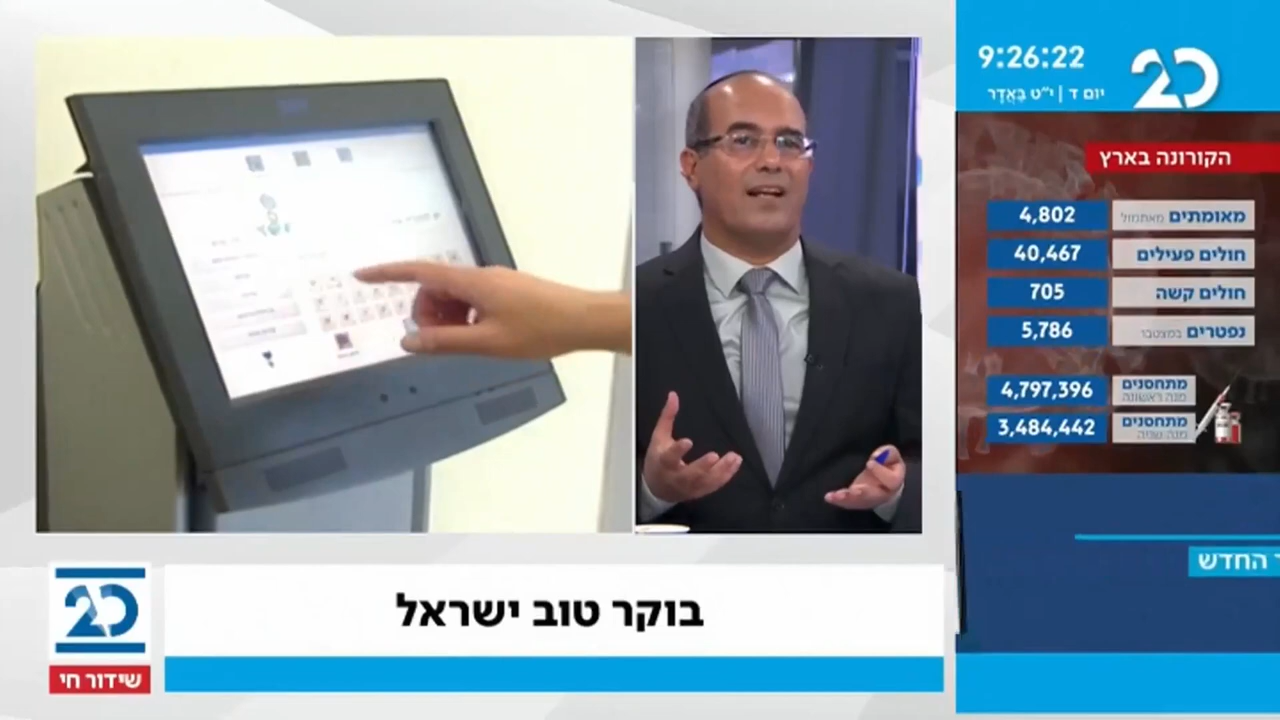 9:26:22
יום ד | י"ט בַּאֲדָר
20
הקורונה בארץ
מאומתים מאתמול 4,802
חולים פעילים 40,467
חולים קשה 705
נפטרים במצטבר 5,786
מתחסנים מנה ראשונה 4,797,396
מתחסנים מנה שניה 3,484,442
החדש
20
בוקר טוב ישראל
שידור חי